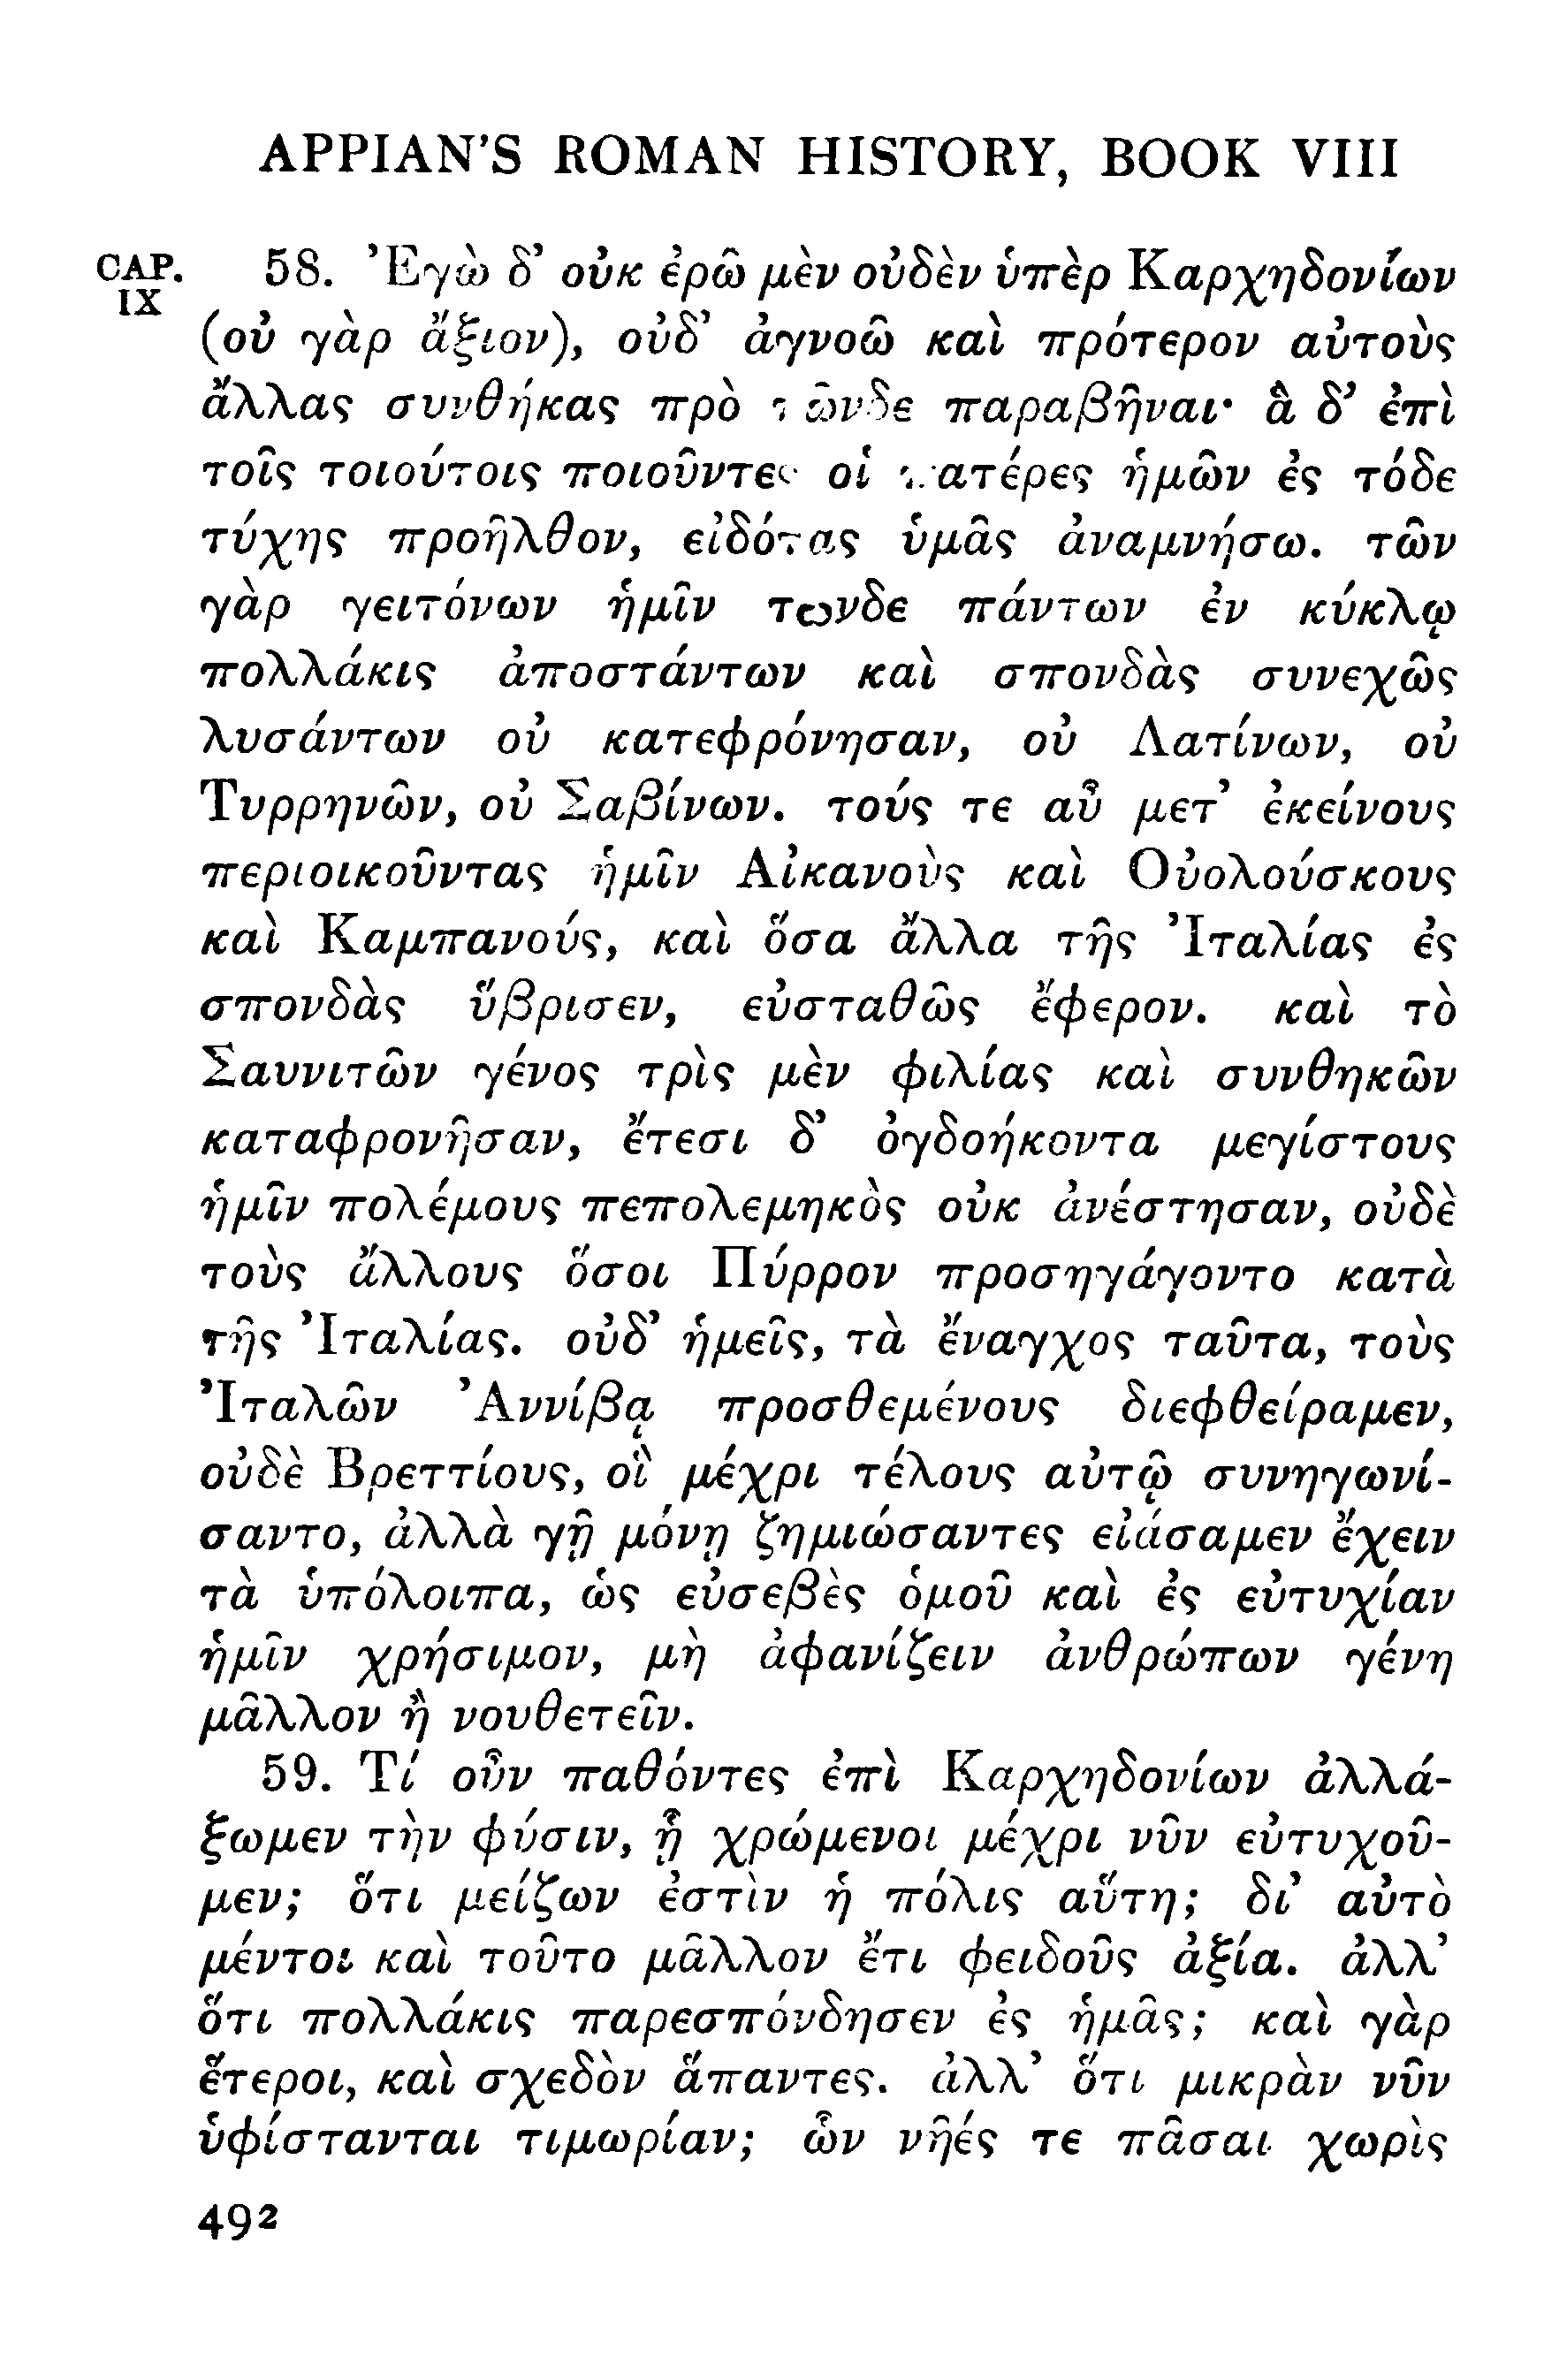 APPIAN'S ROMAN HISTORY, BOOK VIII
CAP. IX
58. Ἐγὼ δ' οὐκ ἐρῶ μὲν οὐδὲν ὑπὲρ Καρχηδονίων
(οὐ γὰρ ἄξιον), οὐδ' ἀγνοῶ καὶ πρότερον αὐτοὺς
ἄλλας συνθήκας πρὸ τῶνδε παραβῆναι· ἃ δ' ἐπὶ
τοῖς τοιούτοις ποιοῦντες οἱ πατέρες ἡμῶν ἐς τόδε
τύχης προῆλθον, εἰδότας ὑμᾶς ἀναμνήσω. τῶν
γὰρ γειτόνων ἡμῖν τωνδε πάντων ἐν κύκλῳ
πολλάκις ἀποστάντων καὶ σπονδὰς συνεχῶς
λυσάντων οὐ κατεφρόνησαν, οὐ Λατίνων, οὐ
Τυρρηνῶν, οὐ Σαβίνων. τούς τε αὖ μετ' ἐκείνους
περιοικοῦντας ἡμῖν Αἰκανοὺς καὶ Οὐολούσκους
καὶ Καμπανούς, καὶ ὅσα ἄλλα τῆς Ἰταλίας ἐς
σπονδὰς ὕβρισεν, εὐσταθῶς ἔφερον. καὶ τὸ
Σαυνιτῶν γένος τρὶς μὲν φιλίας καὶ συνθηκῶν
καταφρονῆσαν, ἔτεσι δ' ὀγδοήκοντα μεγίστους
ἡμῖν πολέμους πεπολεμηκὸς οὐκ ἀνέστησαν, οὐδὲ
τοὺς ἄλλους ὅσοι Πύρρον προσηγάγοντο κατὰ
τῆς Ἰταλίας. οὐδ' ἡμεῖς, τὰ ἔναγχος ταῦτα, τοὺς
Ἰταλῶν Ἀννίβᾳ προσθεμένους διεφθείραμεν,
οὐδὲ Βρεττίους, οἳ μέχρι τέλους αὐτῷ συνηγωνί-
σαντο, ἀλλὰ γῇ μόνῃ ζημιώσαντες εἰάσαμεν ἔχειν
τὰ ὑπόλοιπα, ὡς εὐσεβὲς ὁμοῦ καὶ ἐς εὐτυχίαν
ἡμῖν χρήσιμον, μὴ ἀφανίζειν ἀνθρώπων γένη
μᾶλλον ἢ νουθετεῖν.
59. Τί οὖν παθόντες ἐπὶ Καρχηδονίων ἀλλά-
ξωμεν τὴν φύσιν, ᾗ χρώμενοι μέχρι νῦν εὐτυχοῦ-
μεν; ὅτι μείζων ἐστὶν ἡ πόλις αὕτη; δι' αὐτὸ
μέντοι καὶ τοῦτο μᾶλλον ἔτι φειδοῦς ἀξία. ἀλλ'
ὅτι πολλάκις παρεσπόνδησεν ἐς ἡμᾶς; καὶ γὰρ
ἕτεροι, καὶ σχεδὸν ἅπαντες. ἀλλ' ὅτι μικρὰν νῦν
ὑφίστανται τιμωρίαν; ὧν νῆές τε πᾶσαι χωρὶς
492